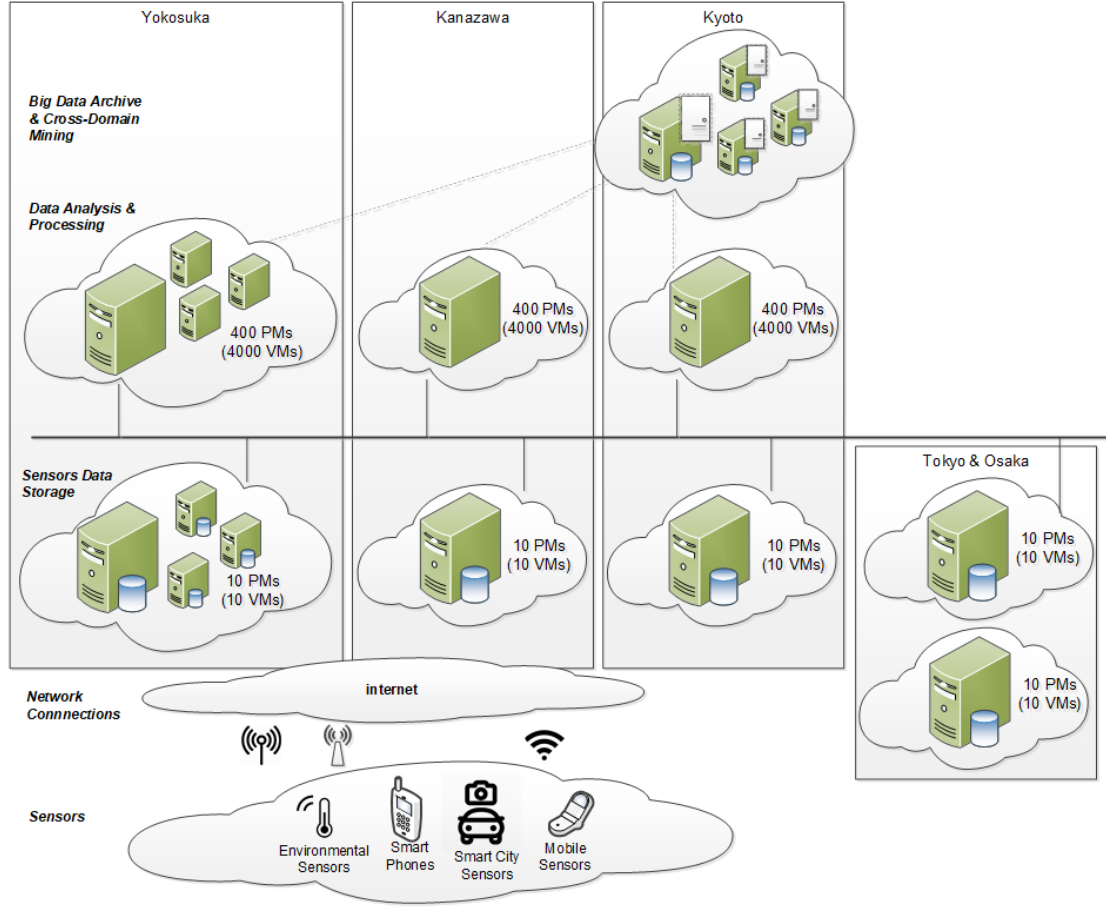 Yokosuka
Kanazawa
Kyoto
Big Data Archive
& Cross-Domain
Mining
Data Analysis &
Processing
400 PMs
(4000 VMs)
400 PMs
(4000 VMs)
400 PMs
(4000 VMs)
Sensors Data
Storage
Tokyo & Osaka
10 PMs
(10 VMs)
10 PMs
(10 VMs)
10 PMs
(10 VMs)
10 PMs
(10 VMs)
10 PMs
(10 VMs)
Network
Connnections
internet
Sensors
Environmental
Sensors
Smart
Phones
Smart City
Sensors
Mobile
Sensors